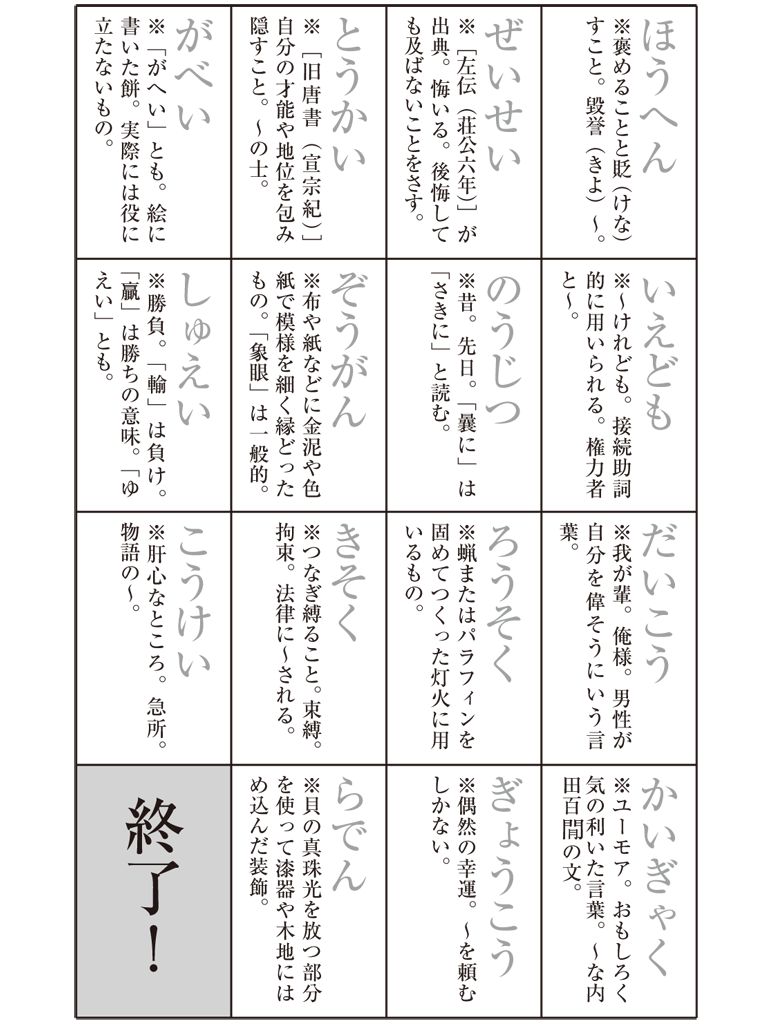 ほうへん
※褒めることと貶（けな）
すこと。毀誉（きよ）～。
ぜいせい
※［左伝（荘公六年）］が
出典。悔いる。後悔して
も及ばないことをさす。
とうかい
※［旧唐書（宣宗紀）］
自分の才能や地位を包み
隠すこと。～の士。
がべい
※「がへい」とも。絵に
書いた餅。実際には役に
立たないもの。
いえども
※～けれども。接続助詞
的に用いられる。権力者
と～。
のうじつ
※昔。先日。「曩に」は
「さきに」と読む。
ぞうがん
※布や紙などに金泥や色
紙で模様を細く縁どった
もの。「象眼」は一般的。
しゅえい
※勝負。「輸」は負け。
「贏」は勝ちの意味。「ゆ
えい」とも。
だいこう
※我が輩。俺様。男性が
自分を偉そうにいう言
葉。
ろうそく
※蝋またはパラフィンを
固めてつくった灯火に用
いるもの。
きそく
※つなぎ縛ること。束縛。
拘束。法律に～される。
こうけい
※肝心なところ。急所。
物語の～。
かいぎゃく
※ユーモア。おもしろく
気の利いた言葉。～な内
田百閒の文。
ぎょうこう
※偶然の幸運。～を頼む
しかない。
らでん
※貝の真珠光を放つ部分
を使って漆器や木地には
め込んだ装飾。
終了！